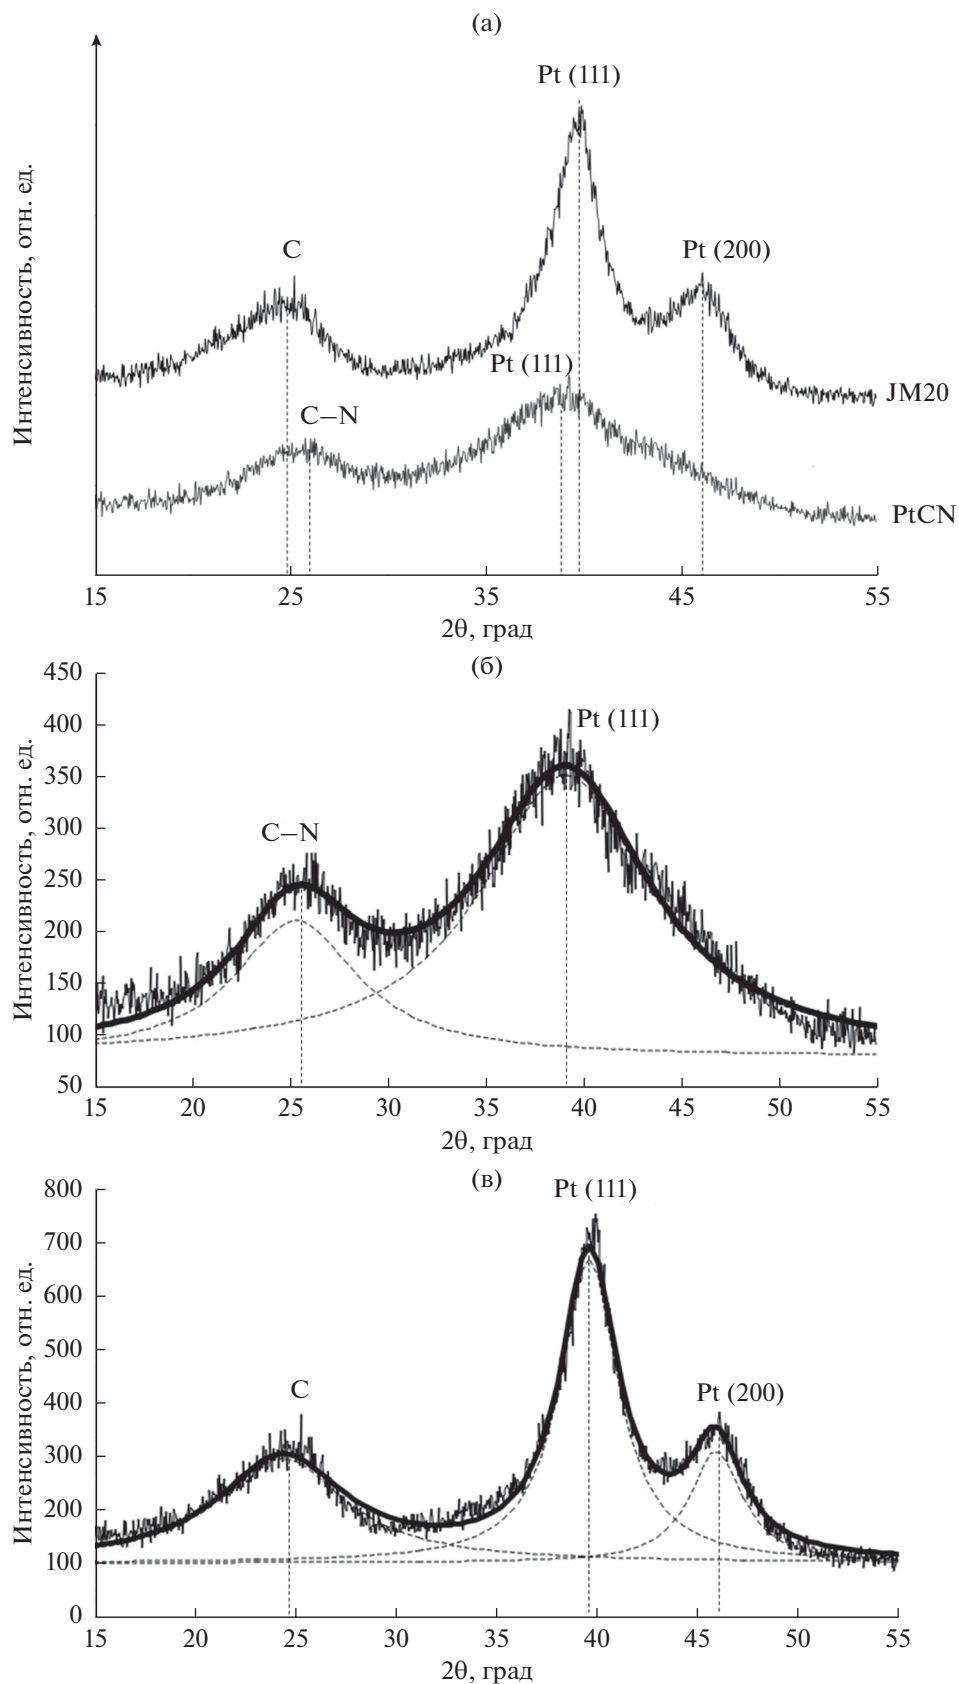 (а)
Интенсивность, отн. ед.
Pt (111)
C
Pt (200)
Pt (111)
JM20
C–N
PtCN
15 25 35 45 55
2θ, град
(б)
Интенсивность, отн. ед.
450
400
Pt (111)
350
300
C–N
250
200
150
100
50
15 20 25 30 35 40 45 50 55
2θ, град
(в)
Интенсивность, отн. ед.
800
Pt (111)
700
600
500
400
C
Pt (200)
300
200
100
0
15 20 25 30 35 40 45 50 55
2θ, град